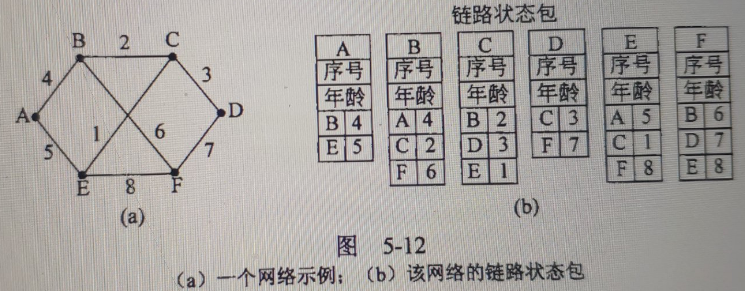 链路状态包
B 2 C
4 3
A D
1 6
5 7
E 8 F
(a)
A B C D E F
序号 序号 序号 序号 序号 序号
年龄 年龄 年龄 年龄 年龄 年龄
B 4 A 4 B 2 C 3 A 5 B 6
E 5 C 2 D 3 F 7 C 1 D 7
F 6 E 1 F 8 E 8
(b)
图 5-12
(a) 一个网络示例; (b) 该网络的链路状态包